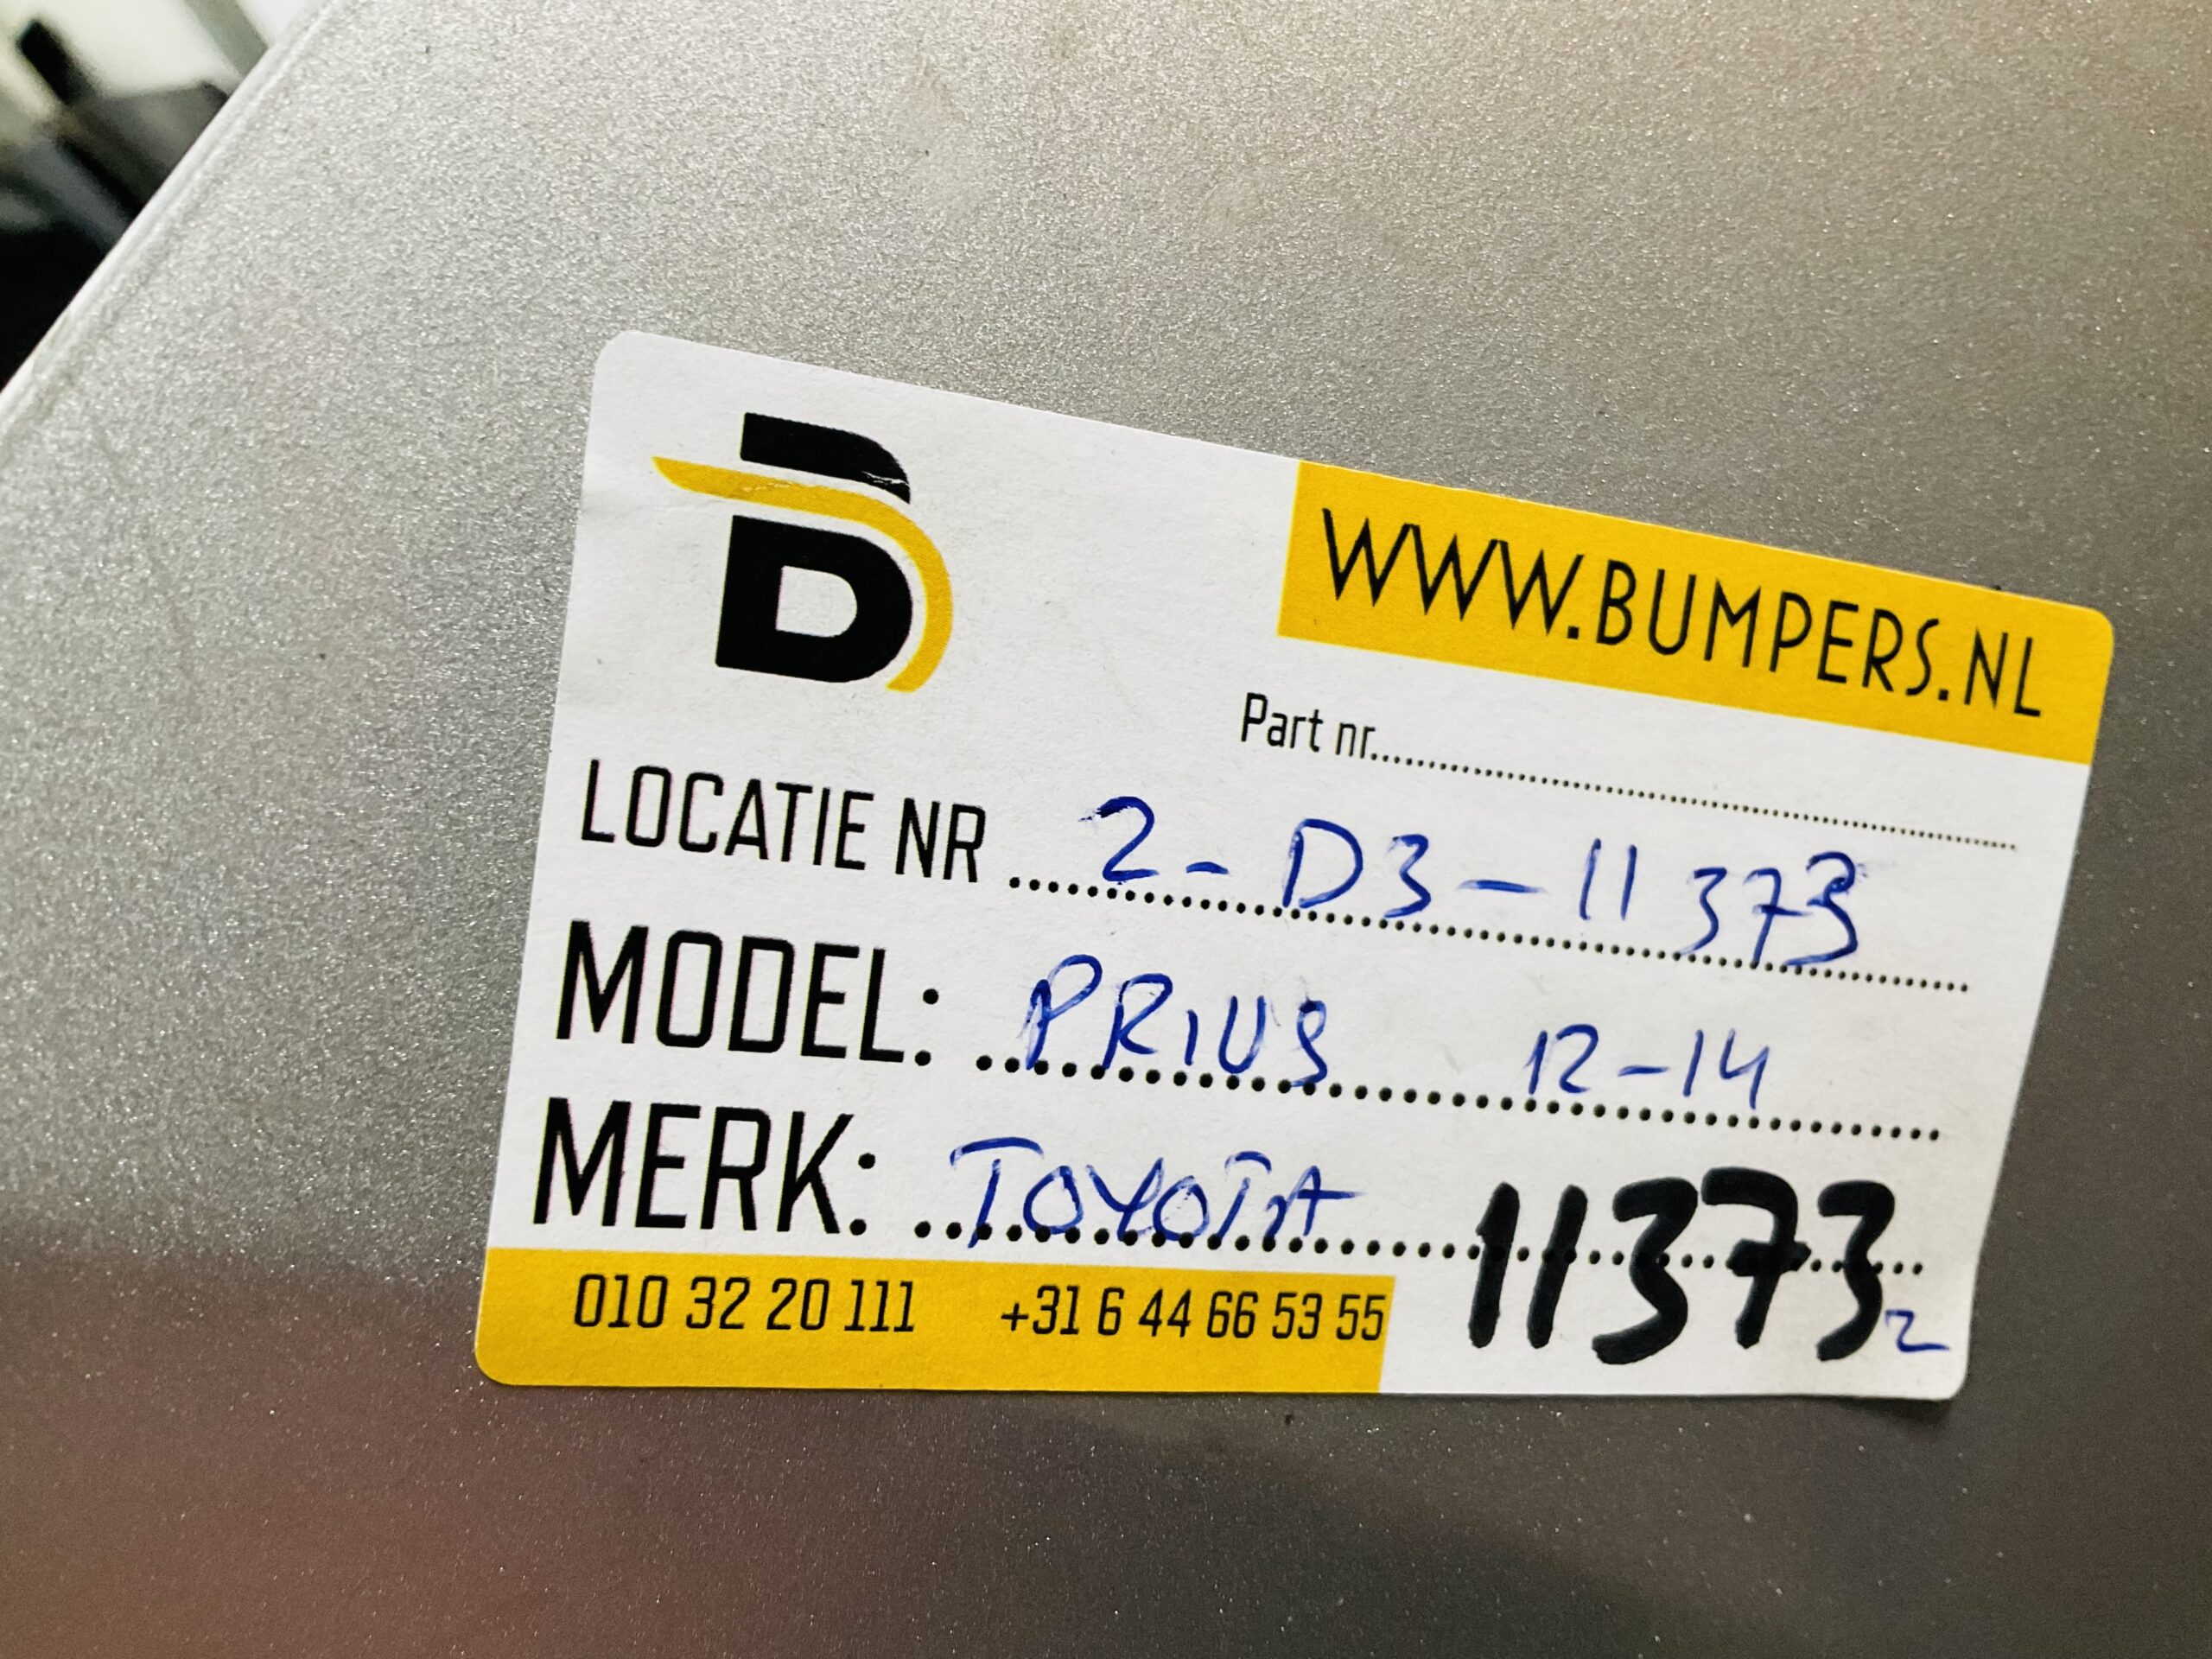 B
WWW.BUMPERS.NL
Part nr..........
LOCATIE NR .......... 2 - D3 - 11373
MODEL: .......... PRIUS 12-14
MERK: .......... TOYOTA
11373
2
010 32 20 111 +31 6 44 66 53 55